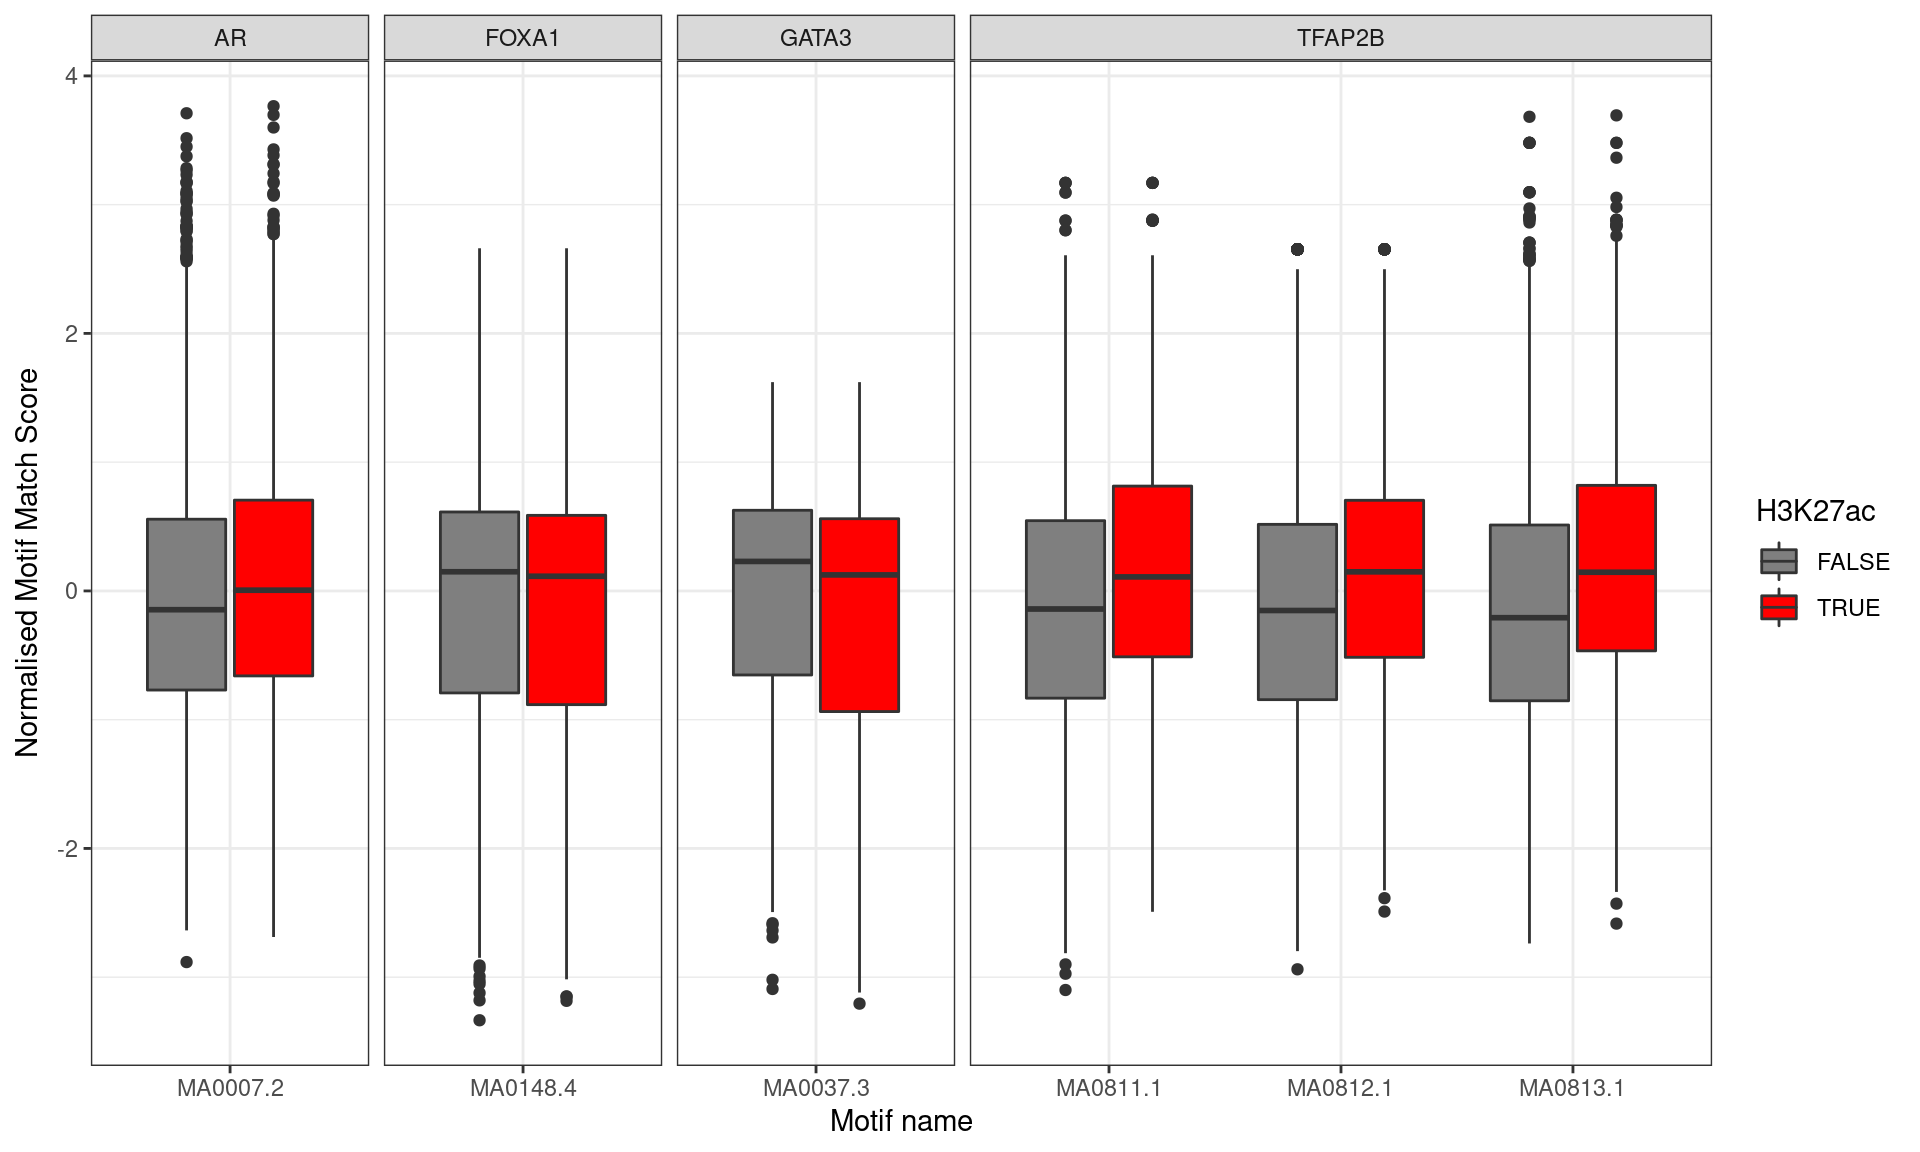 AR
FOXA1
GATA3
TFAP2B
4
2
0
-2
Normalised Motif Match Score
MA0007.2
MA0148.4
MA0037.3
MA0811.1
MA0812.1
MA0813.1
Motif name
H3K27ac
FALSE
TRUE